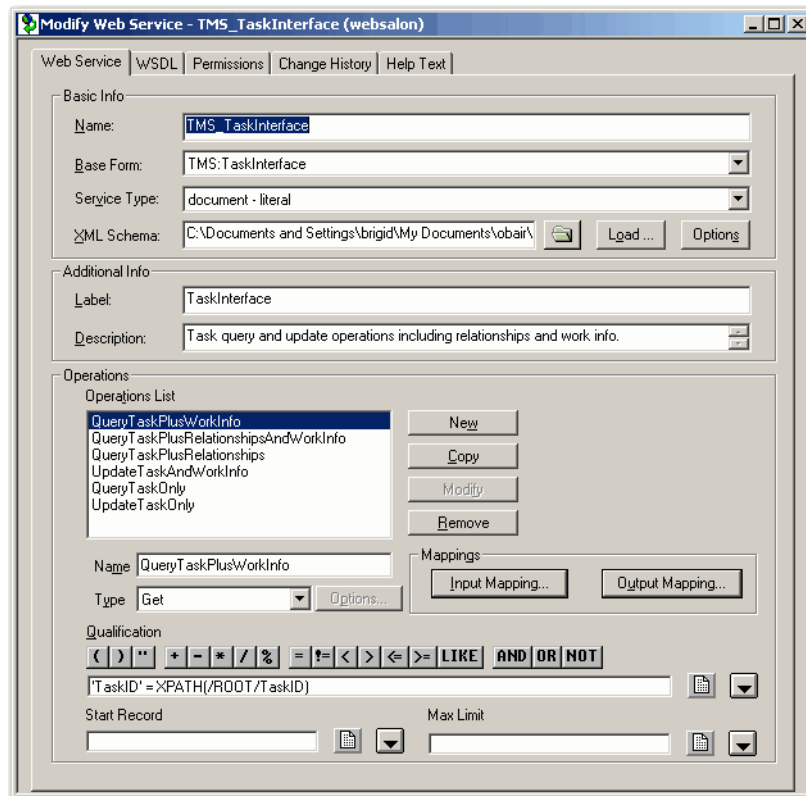 Modify Web Service - TMS_TaskInterface (websalon)
Web Service WSDL Permissions Change History Help Text
Basic Info
Name: TMS_TaskInterface
Base Form: TMS:TaskInterface
Service Type: document - literal
XML Schema: C:\Documents and Settings\brigid\My Documents\obair\ Load ... Options
Additional Info
Label: TaskInterface
Description: Task query and update operations including relationships and work info.
Operations
Operations List
QueryTaskPlusWorkInfo New
QueryTaskPlusRelationshipsAndWorkInfo
QueryTaskPlusRelationships Copy
UpdateTaskAndWorkInfo
QueryTaskOnly Modify
UpdateTaskOnly
Remove
Mappings
Name QueryTaskPlusWorkInfo
Input Mapping... Output Mapping...
Type Get Options...
Qualification
( ) " + - * / % = != < > <= >= LIKE AND OR NOT
'TaskID' = XPATH(/ROOT/TaskID)
Start Record Max Limit